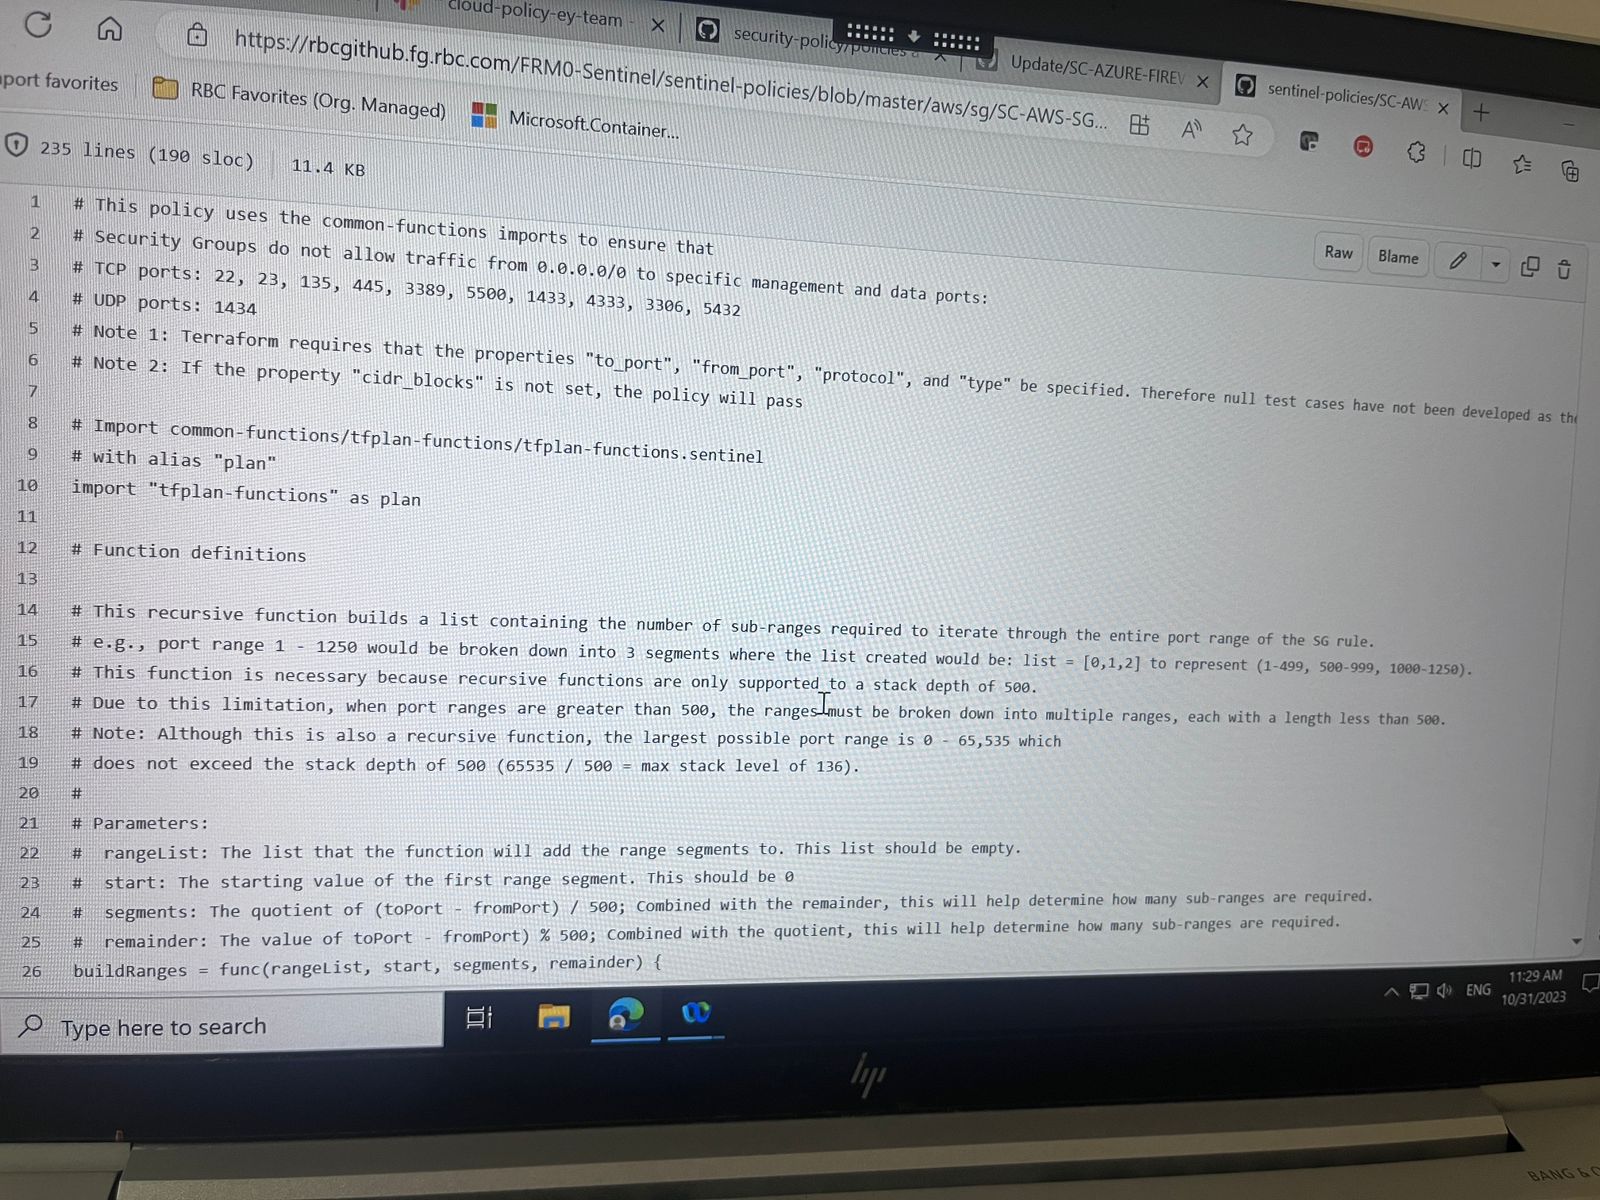 cloud-policy-ey-team -
security-policy/policies a
Update/SC-AZURE-FIREV
sentinel-policies/SC-AWS
https://rbcgithub.fg.rbc.com/FRM0-Sentinel/sentinel-policies/blob/master/aws/sg/SC-AWS-SG...
port favorites
RBC Favorites (Org. Managed)
Microsoft.Container...
235 lines (190 sloc)
11.4 KB
Raw
Blame
1 # This policy uses the common-functions imports to ensure that
2 # Security Groups do not allow traffic from 0.0.0.0/0 to specific management and data ports:
3 # TCP ports: 22, 23, 135, 445, 3389, 5500, 1433, 4333, 3306, 5432
4 # UDP ports: 1434
5 # Note 1: Terraform requires that the properties "to_port", "from_port", "protocol", and "type" be specified. Therefore null test cases have not been developed as the
6 # Note 2: If the property "cidr_blocks" is not set, the policy will pass
7
8 # Import common-functions/tfplan-functions/tfplan-functions.sentinel
9 # with alias "plan"
10 import "tfplan-functions" as plan
11
12 # Function definitions
13
14 # This recursive function builds a list containing the number of sub-ranges required to iterate through the entire port range of the SG rule.
15 # e.g., port range 1 - 1250 would be broken down into 3 segments where the list created would be: list = [0,1,2] to represent (1-499, 500-999, 1000-1250).
16 # This function is necessary because recursive functions are only supported to a stack depth of 500.
17 # Due to this limitation, when port ranges are greater than 500, the ranges must be broken down into multiple ranges, each with a length less than 500.
18 # Note: Although this is also a recursive function, the largest possible port range is 0 - 65,535 which
19 # does not exceed the stack depth of 500 (65535 / 500 = max stack level of 136).
20 #
21 # Parameters:
22 # rangeList: The list that the function will add the range segments to. This list should be empty.
23 # start: The starting value of the first range segment. This should be 0
24 # segments: The quotient of (toPort - fromPort) / 500; Combined with the remainder, this will help determine how many sub-ranges are required.
25 # remainder: The value of toPort - fromPort) % 500; Combined with the quotient, this will help determine how many sub-ranges are required.
26 buildRanges = func(rangeList, start, segments, remainder) {
Type here to search
ENG
11:29 AM
10/31/2023
hp
BANG &